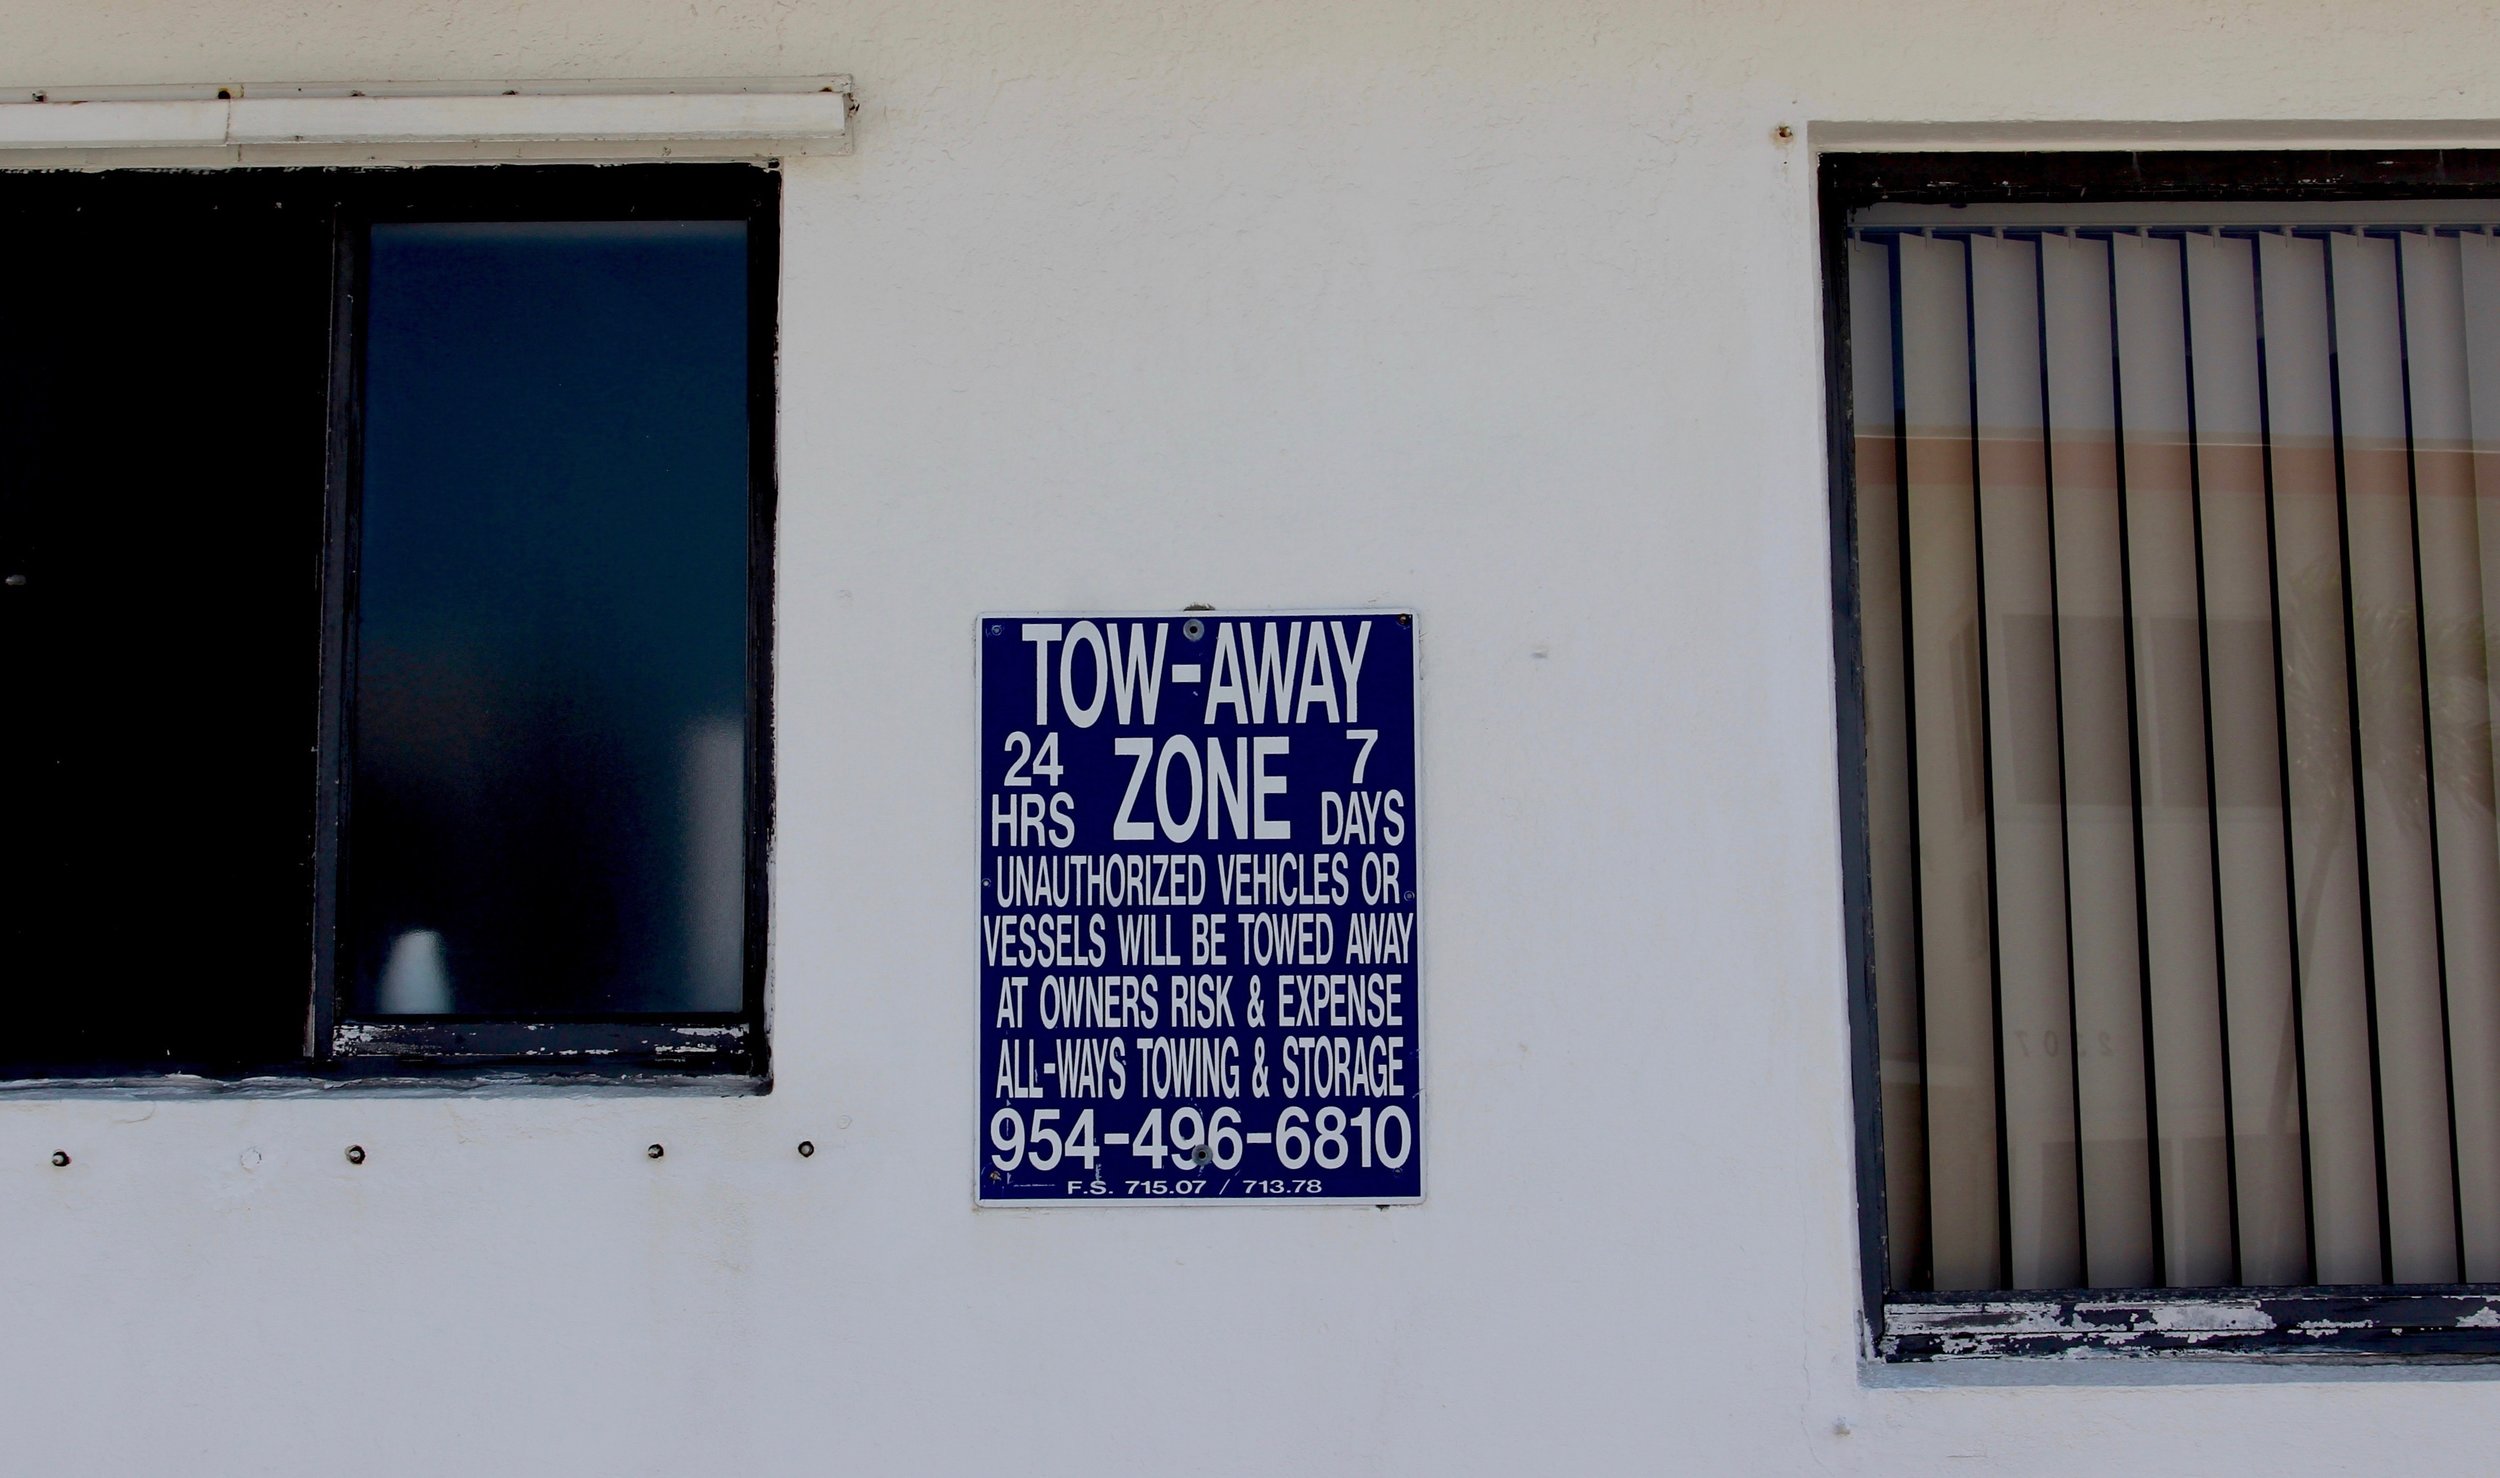 TOW-AWAY
24 HRS ZONE 7 DAYS
UNAUTHORIZED VEHICLES OR
VESSELS WILL BE TOWED AWAY
AT OWNERS RISK & EXPENSE
ALL-WAYS TOWING & STORAGE
954-496-6810
F.S. 715.07 / 713.78